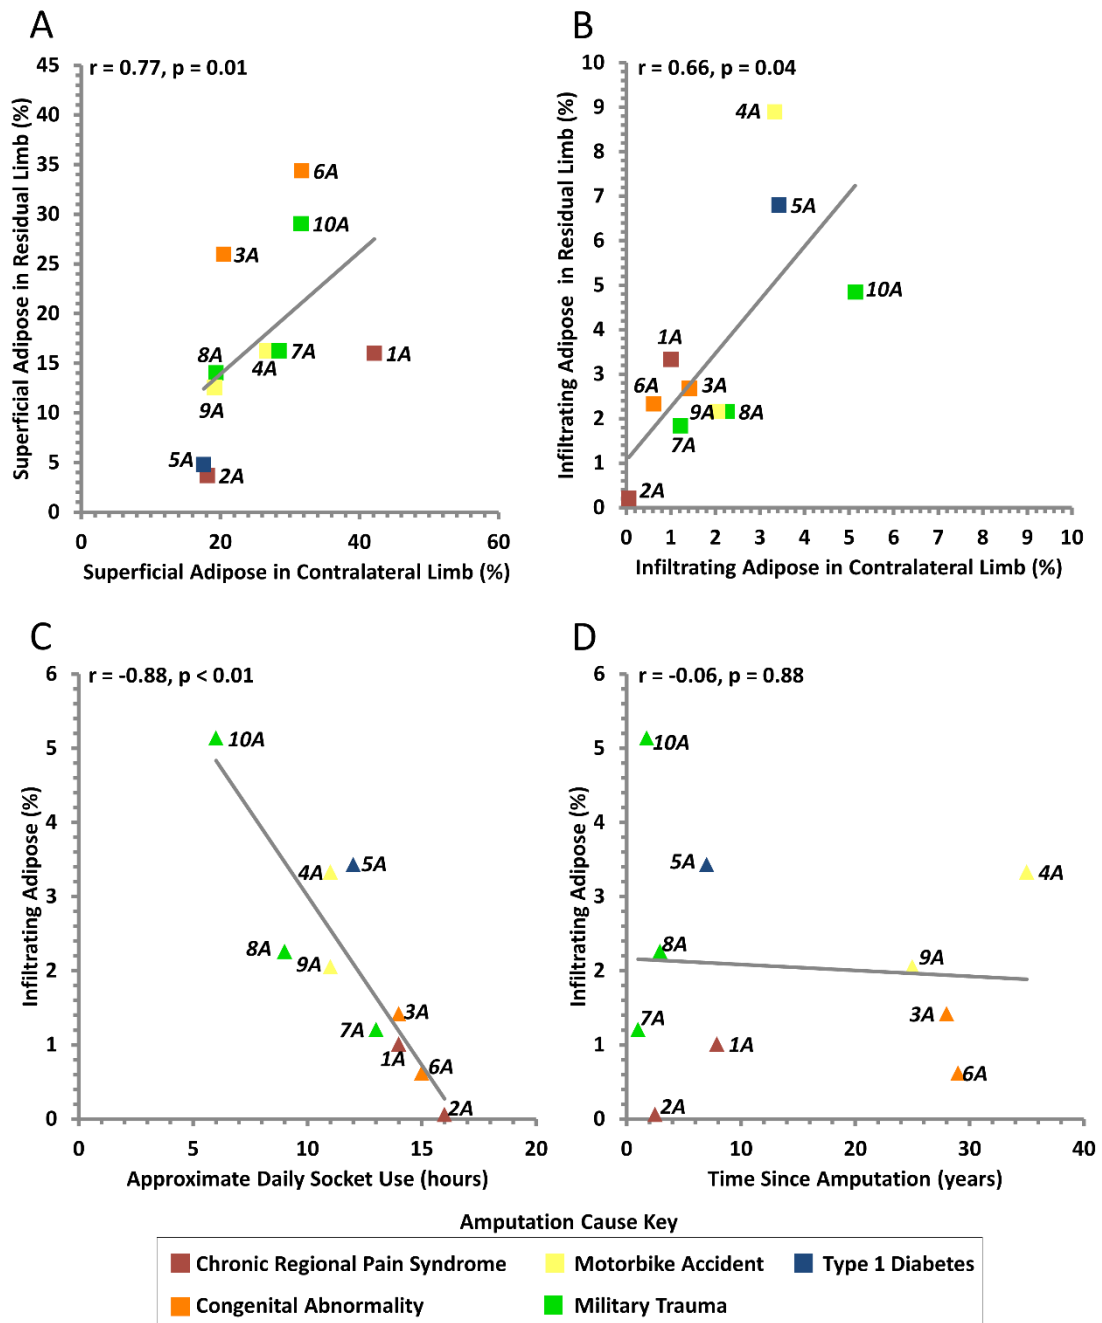 A
r = 0.77, p = 0.01
Superficial Adipose in Residual Limb (%)
45
40
35
30
25
20
15
10
5
0
6A
10A
3A
8A
4A
7A
1A
9A
5A
2A
0 20 40 60
Superficial Adipose in Contralateral Limb (%)
B
r = 0.66, p = 0.04
Infiltrating Adipose in Residual Limb (%)
10
9
8
7
6
5
4
3
2
1
0
4A
5A
10A
1A
6A
3A
9A
8A
7A
2A
0 1 2 3 4 5 6 7 8 9 10
Infiltrating Adipose in Contralateral Limb (%)
C
r = -0.88, p < 0.01
Infiltrating Adipose (%)
6
5
4
3
2
1
0
10A
4A
5A
8A
9A
3A
7A
1A
6A
2A
0 5 10 15 20
Approximate Daily Socket Use (hours)
D
r = -0.06, p = 0.88
Infiltrating Adipose (%)
6
5
4
3
2
1
0
10A
5A
4A
8A
9A
7A
3A
1A
6A
2A
0 10 20 30 40
Time Since Amputation (years)
Amputation Cause Key
Chronic Regional Pain Syndrome Motorbike Accident Type 1 Diabetes
Congenital Abnormality Military Trauma